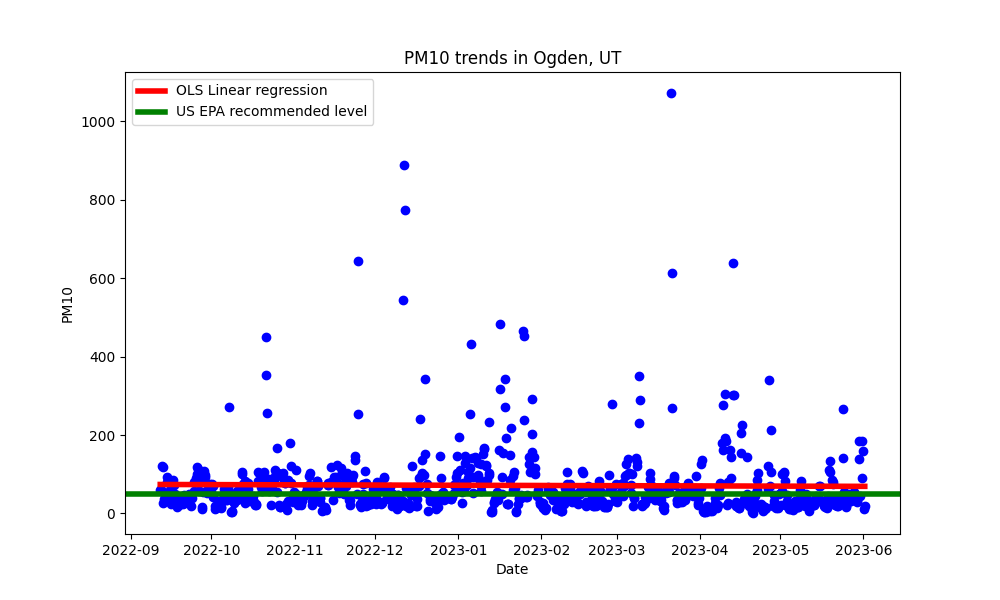 PM10 trends in Ogden, UT
OLS Linear regression
US EPA recommended level
PM10
1000
800
600
400
200
0
2022-09 2022-10 2022-11 2022-12 2023-01 2023-02 2023-03 2023-04 2023-05 2023-06
Date